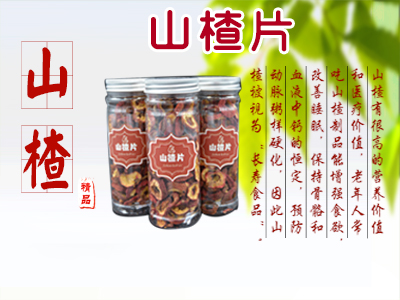 山楂片
山
楂
精品
山楂片
山楂片
山楂片
山楂有很高的营养价值
和医疗价值，老年人常
吃山楂制品能增强食欲，
改善睡眠，保持骨骼和
血液中钙的恒定，预防
动脉粥样硬化，因此山
楂被视为：长寿食品：，